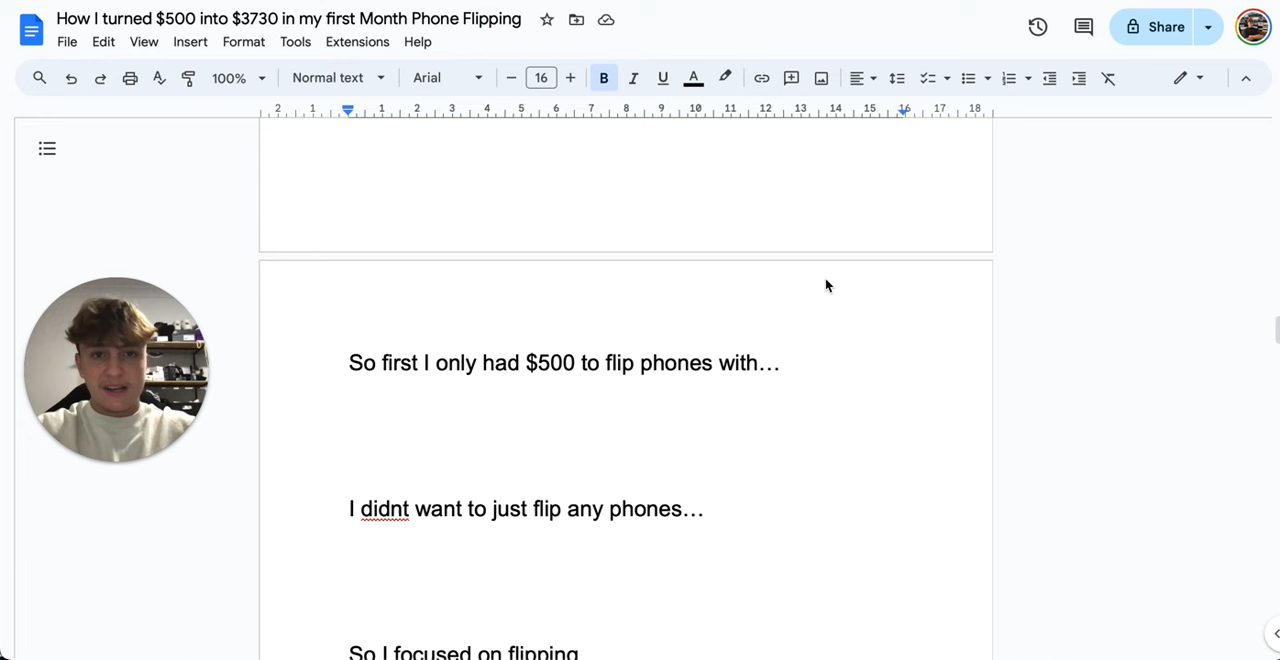 How I turned $500 into $3730 in my first Month Phone Flipping
File Edit View Insert Format Tools Extensions Help
Share
100% Normal text Arial 16 B I U A
2 1 1 2 3 4 5 6 7 8 9 10 11 12 13 14 15 16 17 18
So first I only had $500 to flip phones with…
I didnt want to just flip any phones…
So I focused on flipping